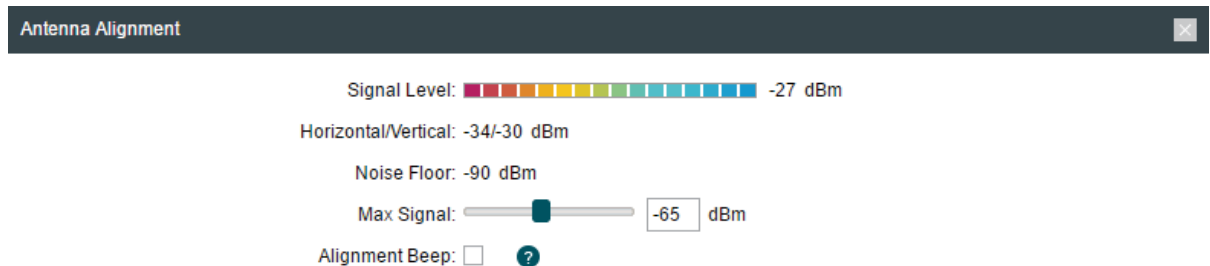 Antenna Alignment
Signal Level: -27 dBm
Horizontal/Vertical: -34/-30 dBm
Noise Floor: -90 dBm
Max Signal: -65 dBm
Alignment Beep: ?